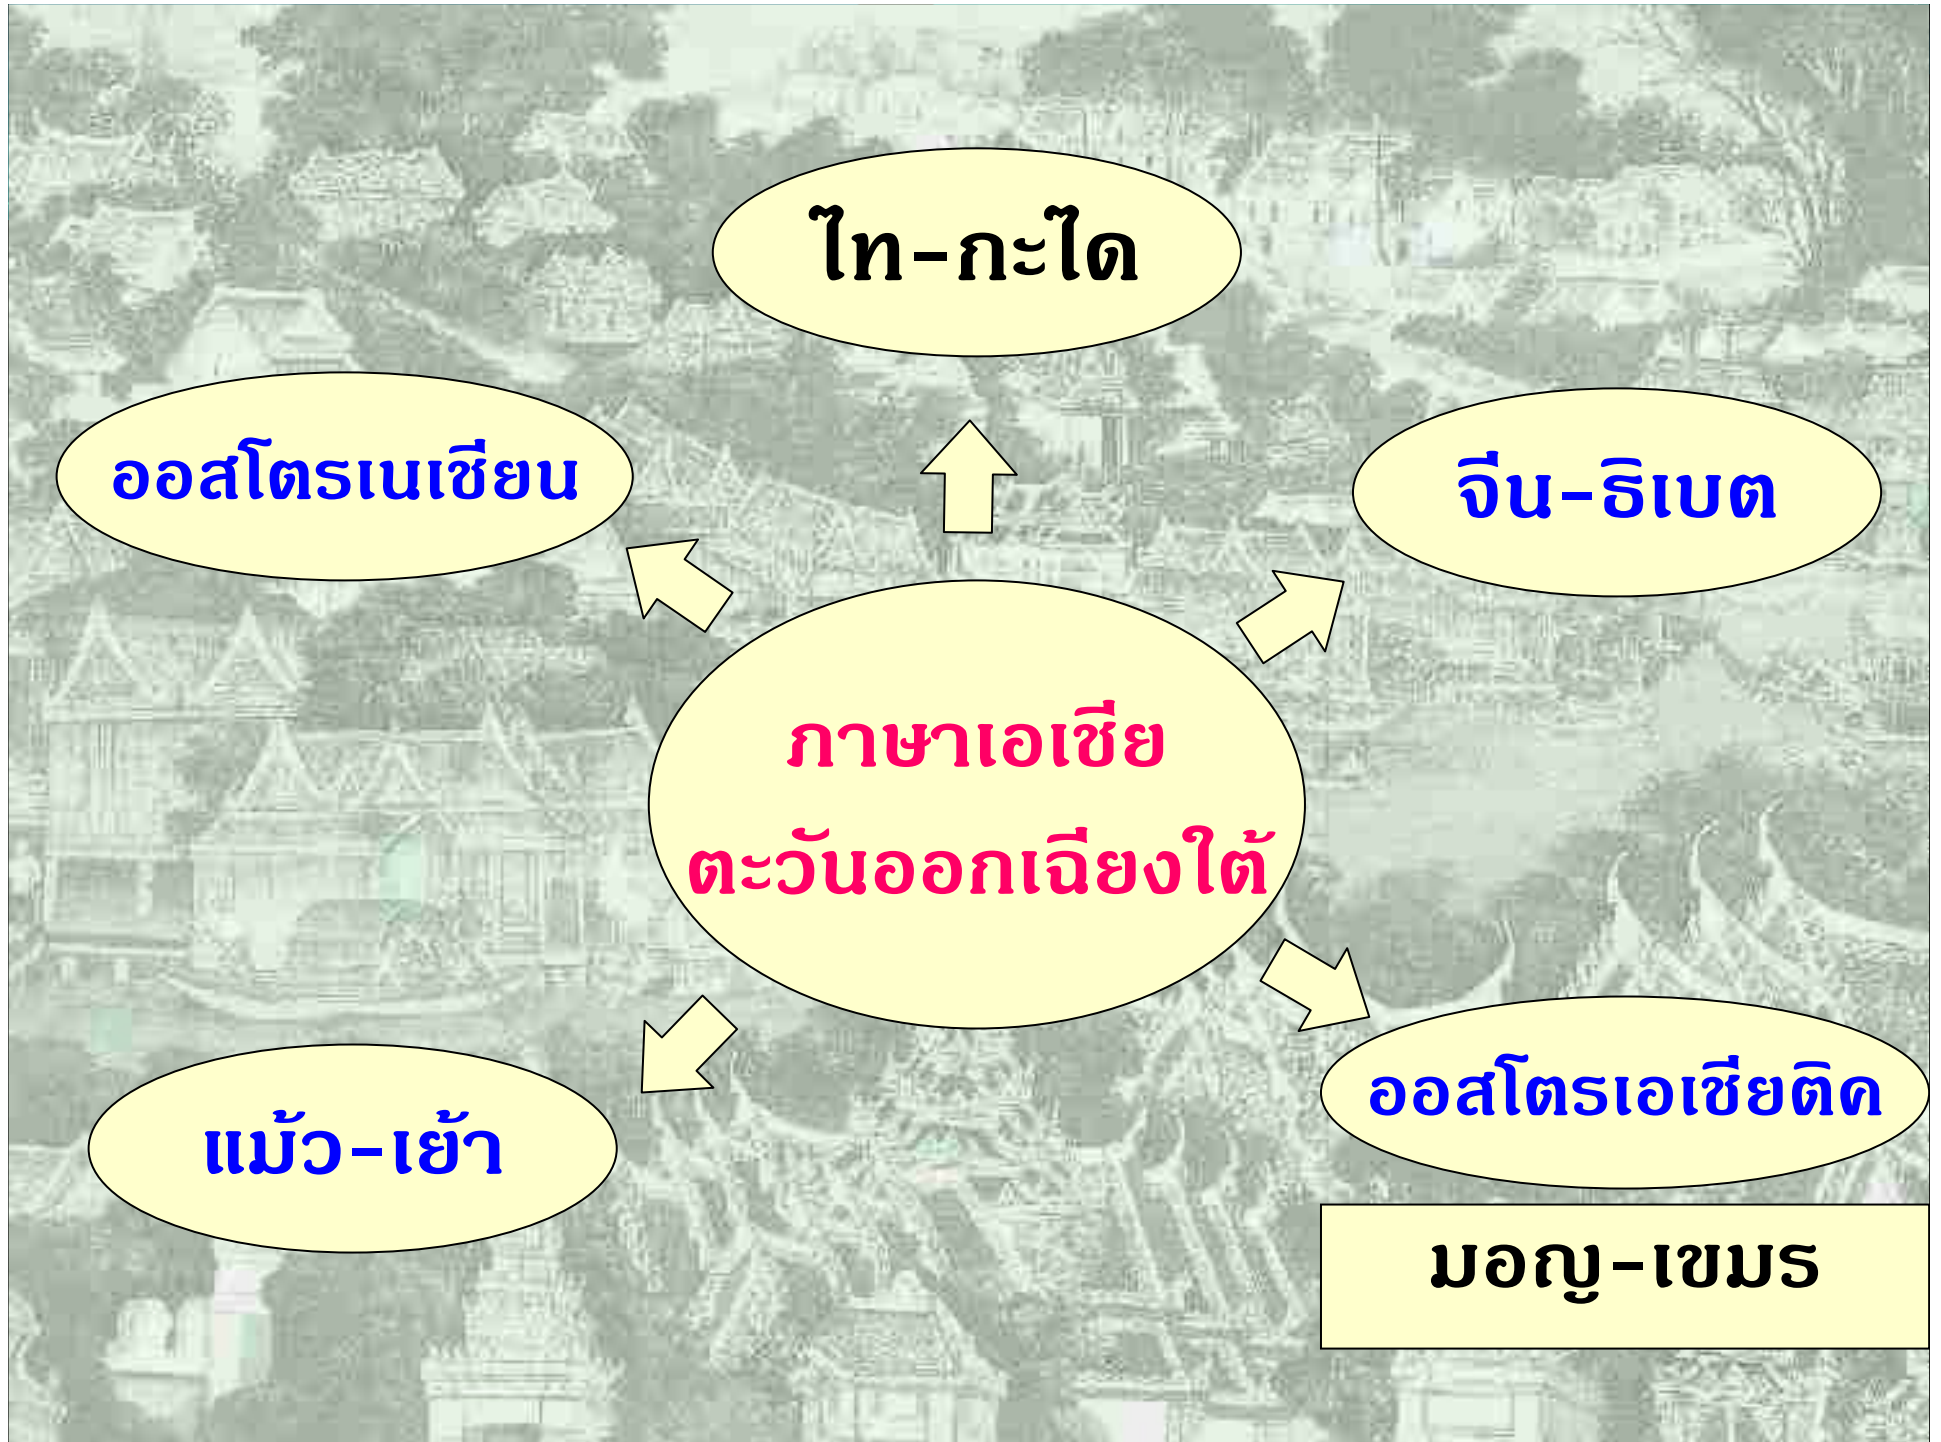 ไท-กะได
ออสโตรเนเชียน
จีน-ธิเบต
ภาษาเอเชีย
ตะวันออกเฉียงใต้
แม้ว-เย้า
ออสโตรเอเชียติค
มอญ-เขมร